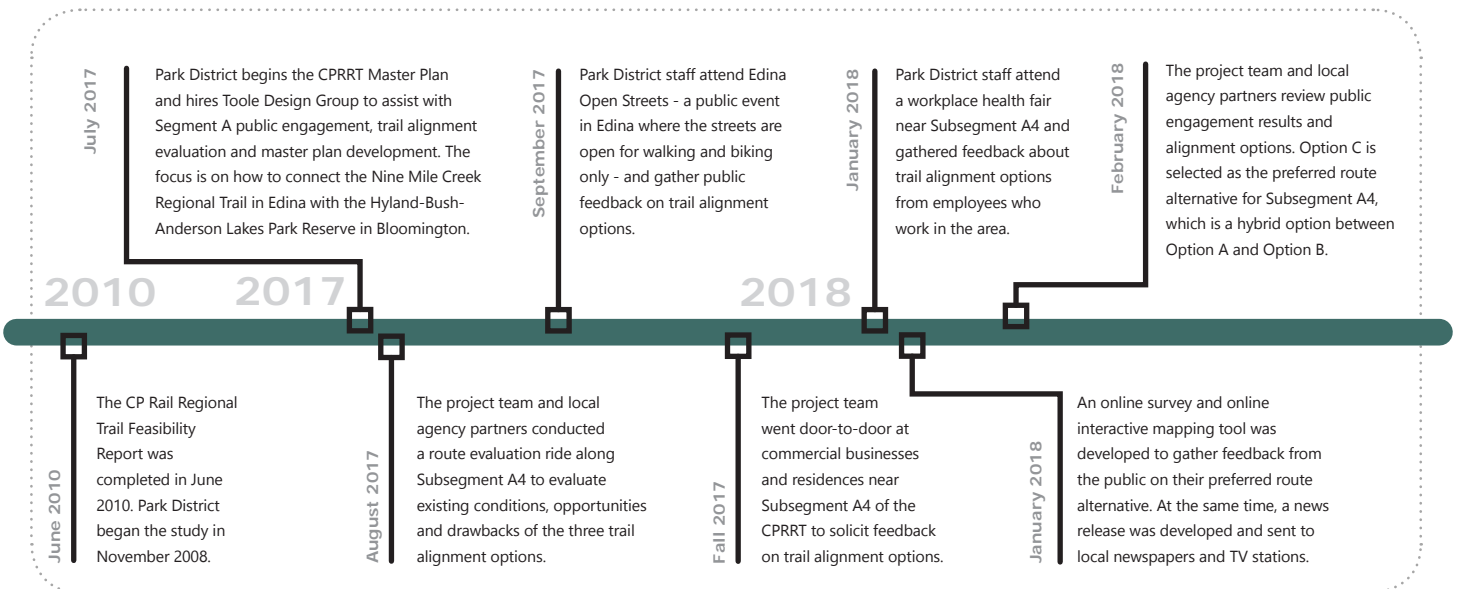 July 2017
Park District begins the CPRRT Master Plan
and hires Toole Design Group to assist with
Segment A public engagement, trail alignment
evaluation and master plan development. The
focus is on how to connect the Nine Mile Creek
Regional Trail in Edina with the Hyland-Bush-
Anderson Lakes Park Reserve in Bloomington.
September 2017
Park District staff attend Edina
Open Streets - a public event
in Edina where the streets are
open for walking and biking
only - and gather public
feedback on trail alignment
options.
January 2018
Park District staff attend
a workplace health fair
near Subsegment A4 and
gathered feedback about
trail alignment options
from employees who
work in the area.
February 2018
The project team and local
agency partners review public
engagement results and
alignment options. Option C is
selected as the preferred route
alternative for Subsegment A4,
which is a hybrid option between
Option A and Option B.
2010
2017
2018
June 2010
The CP Rail Regional
Trail Feasibility
Report was
completed in June
2010. Park District
began the study in
November 2008.
August 2017
The project team and local
agency partners conducted
a route evaluation ride along
Subsegment A4 to evaluate
existing conditions, opportunities
and drawbacks of the three trail
alignment options.
Fall 2017
The project team
went door-to-door at
commercial businesses
and residences near
Subsegment A4 of the
CPRRT to solicit feedback
on trail alignment options.
January 2018
An online survey and online
interactive mapping tool was
developed to gather feedback from
the public on their preferred route
alternative. At the same time, a news
release was developed and sent to
local newspapers and TV stations.